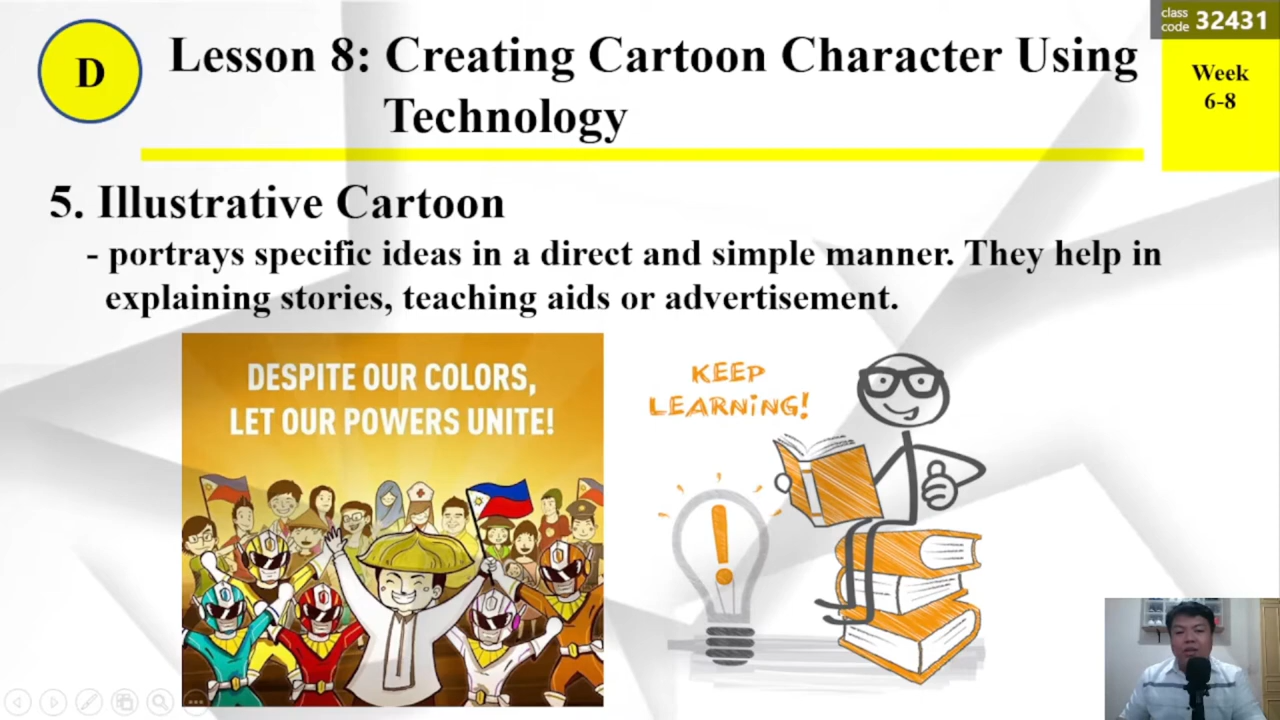 class
code 32431
D
Lesson 8: Creating Cartoon Character Using
Technology
Week
6-8
5. Illustrative Cartoon
- portrays specific ideas in a direct and simple manner. They help in
explaining stories, teaching aids or advertisement.
DESPITE OUR COLORS,
LET OUR POWERS UNITE!
KEEP
LEARNING!